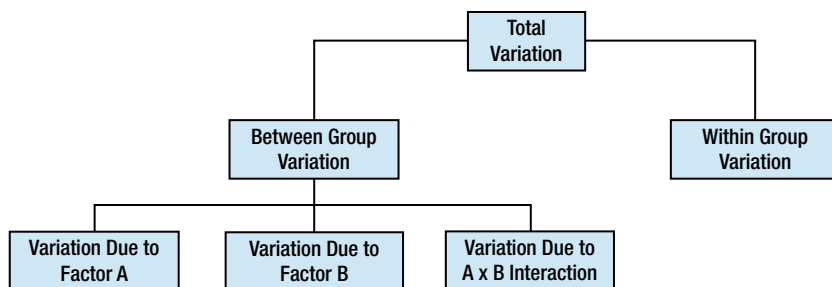 Total
Variation
Between Group
Variation
Within Group
Variation
Variation Due to
Factor A
Variation Due to
Factor B
Variation Due to
A x B Interaction